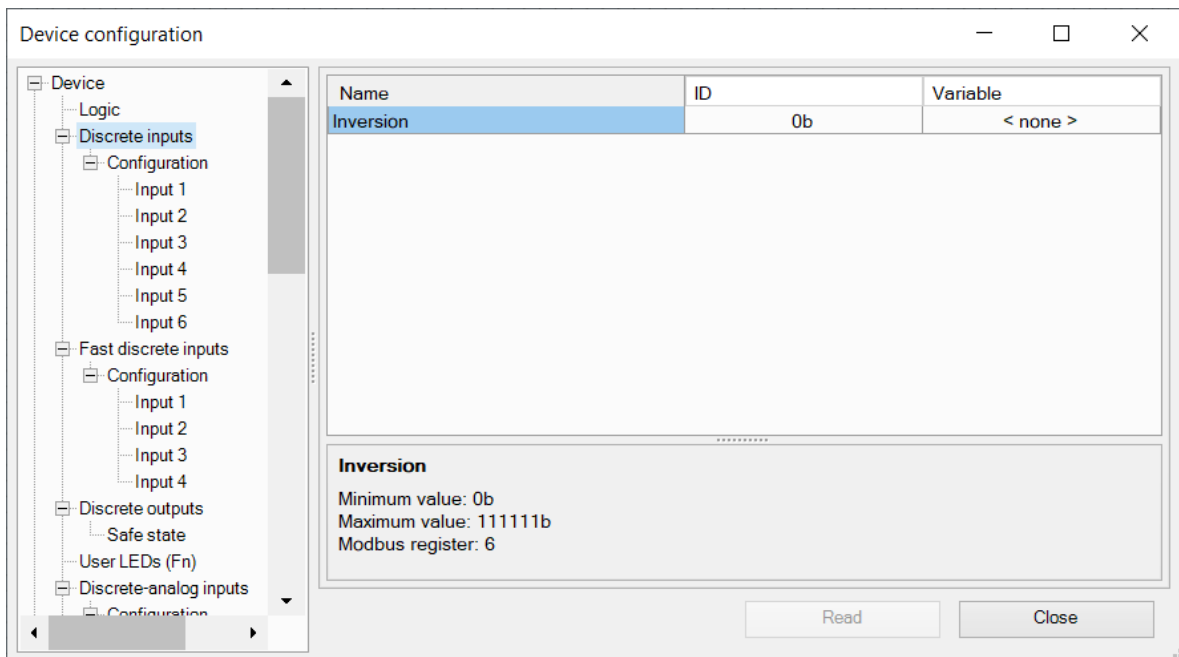 Device configuration
Device
Logic
Discrete inputs
Configuration
Input 1
Input 2
Input 3
Input 4
Input 5
Input 6
Fast discrete inputs
Configuration
Input 1
Input 2
Input 3
Input 4
Discrete outputs
Safe state
User LEDs (Fn)
Discrete-analog inputs
Configuration
Name ID Variable
Inversion 0b < none >
Inversion
Minimum value: 0b
Maximum value: 111111b
Modbus register: 6
Read Close